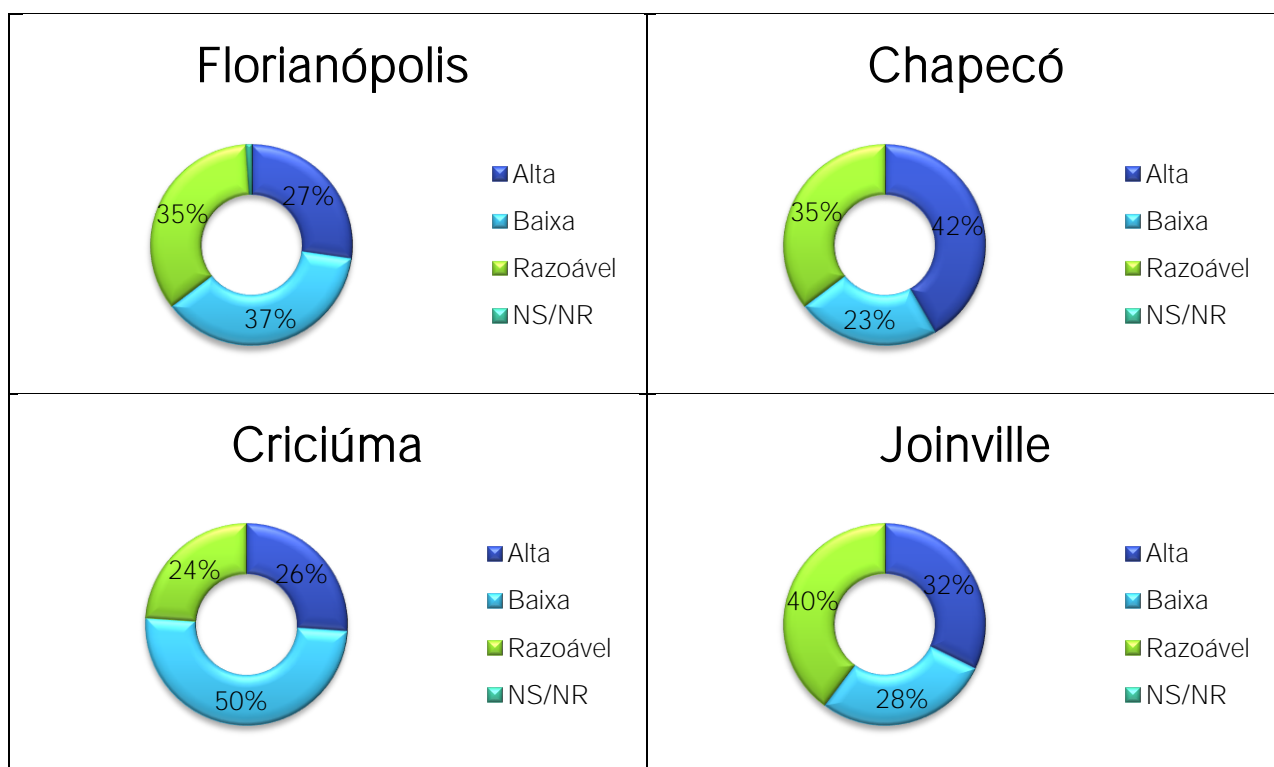 Florianópolis
27%
37%
35%
Alta
Baixa
Razoável
NS/NR
Chapecó
42%
23%
35%
Alta
Baixa
Razoável
NS/NR
Criciúma
26%
50%
24%
Alta
Baixa
Razoável
NS/NR
Joinville
32%
28%
40%
Alta
Baixa
Razoável
NS/NR